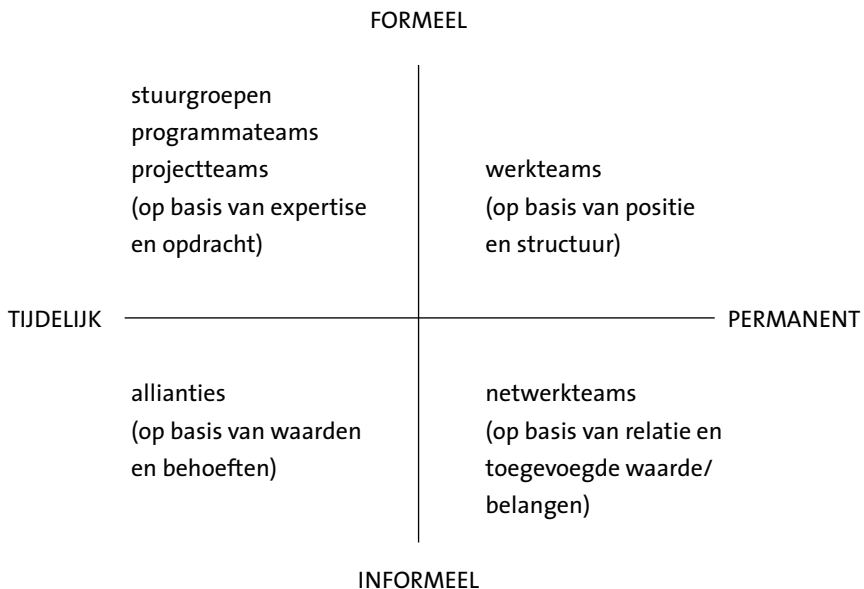 FORMEEL
stuurgroepen
programmateams
projectteams
(op basis van expertise
en opdracht)
werkteams
(op basis van positie
en structuur)
TIJDELIJK
PERMANENT
allianties
(op basis van waarden
en behoeften)
netwerkteams
(op basis van relatie en
toegevoegde waarde/
belangen)
INFORMEEL